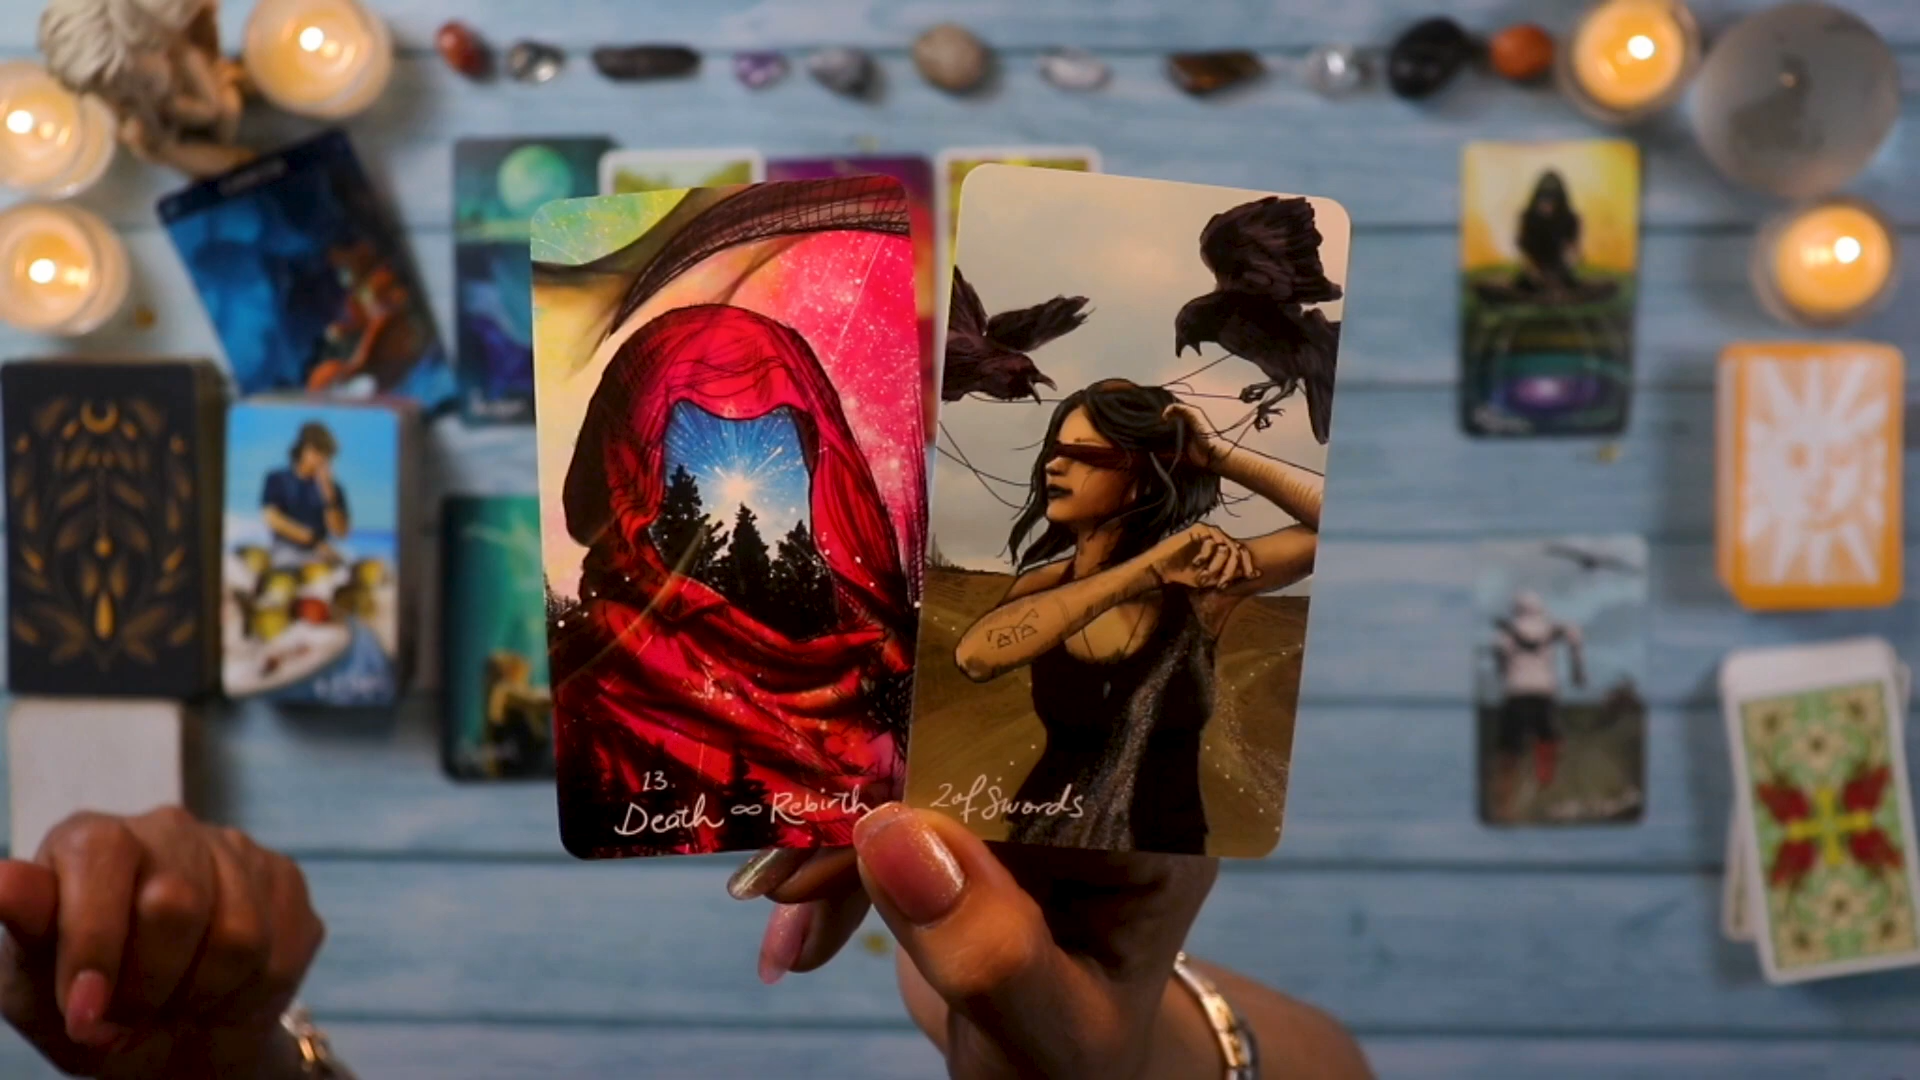 13.
Death ∞ Rebirth
2 of Swords